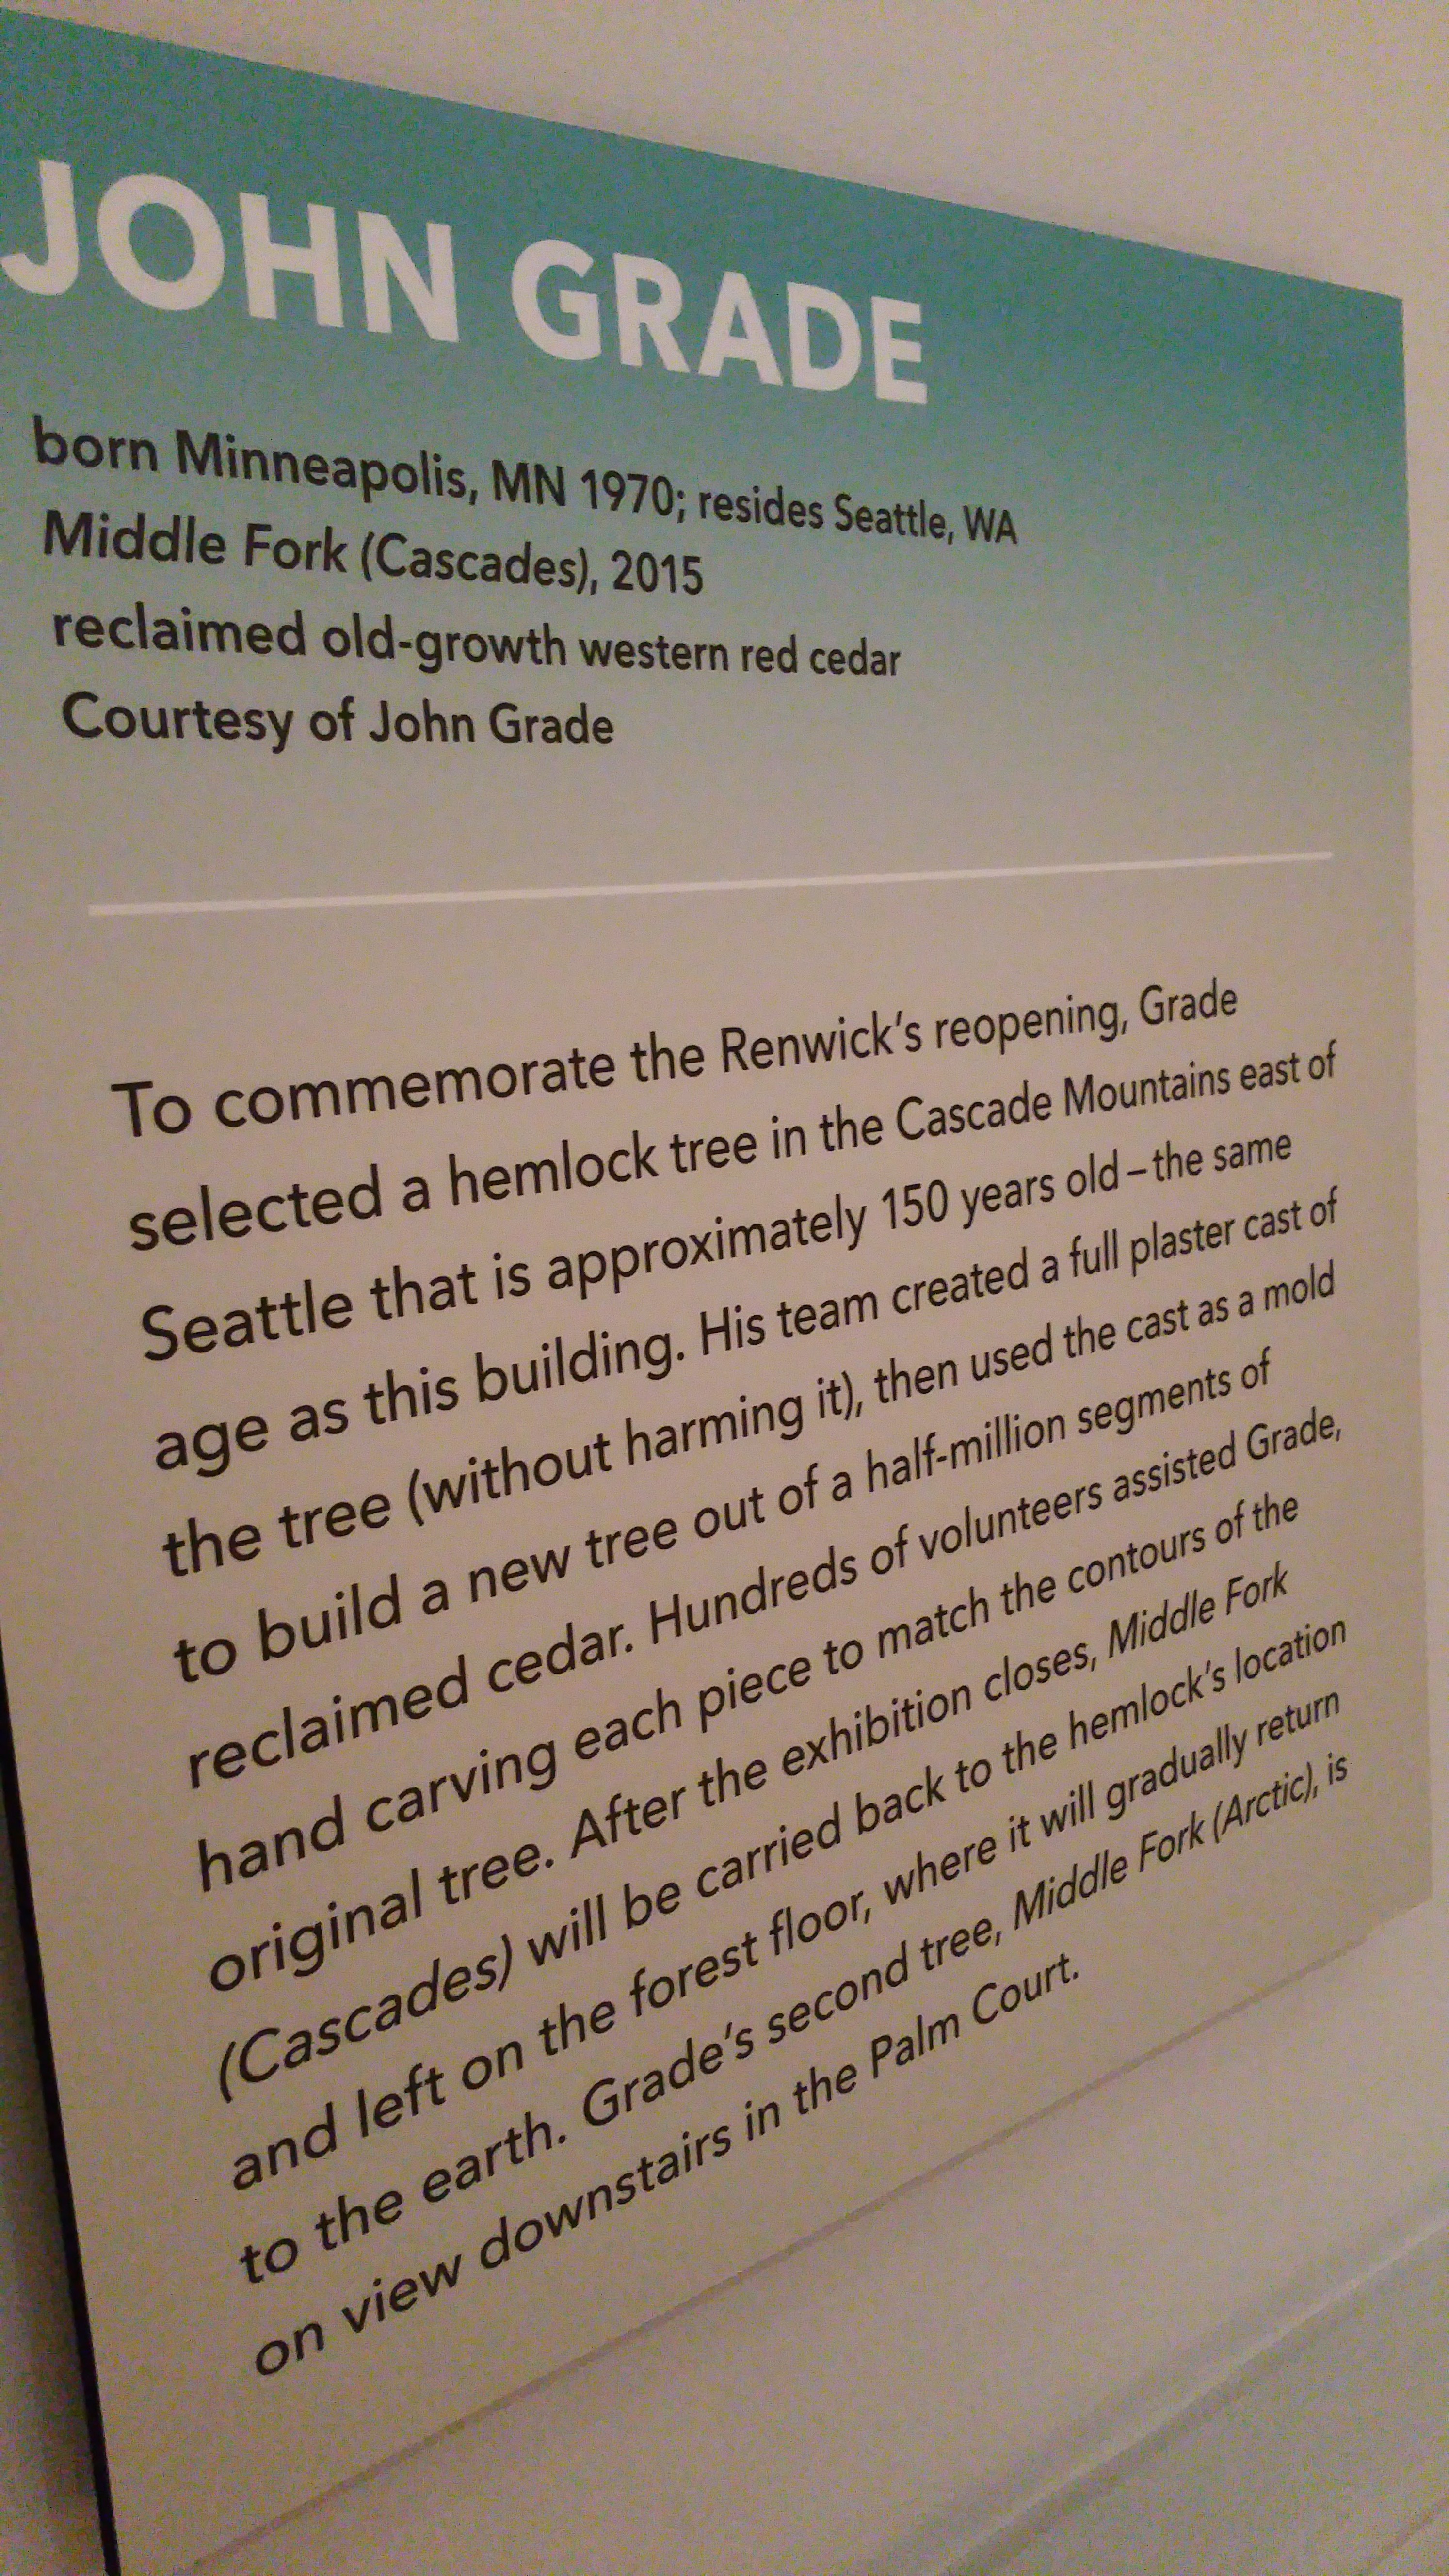 JOHN GRADE
born Minneapolis, MN 1970; resides Seattle, WA
Middle Fork (Cascades), 2015
reclaimed old-growth western red cedar
Courtesy of John Grade
To commemorate the Renwick's reopening, Grade
selected a hemlock tree in the Cascade Mountains east of
Seattle that is approximately 150 years old – the same
age as this building. His team created a full plaster cast of
the tree (without harming it), then used the cast as a mold
to build a new tree out of a half-million segments of
reclaimed cedar. Hundreds of volunteers assisted Grade,
hand carving each piece to match the contours of the
original tree. After the exhibition closes, Middle Fork
(Cascades) will be carried back to the hemlock's location
and left on the forest floor, where it will gradually return
to the earth. Grade's second tree, Middle Fork (Arctic), is
on view downstairs in the Palm Court.